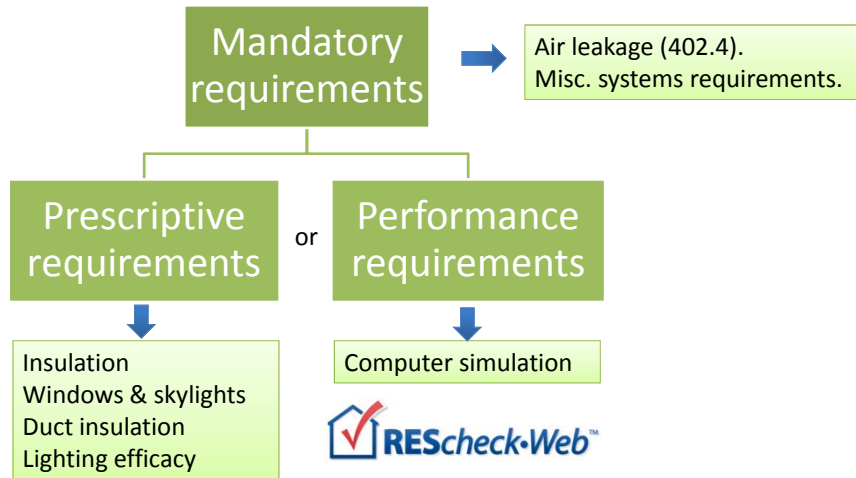 Mandatory
requirements
Air leakage (402.4).
Misc. systems requirements.
Prescriptive
requirements
or
Performance
requirements
Insulation
Windows & skylights
Duct insulation
Lighting efficacy
Computer simulation
REScheck•Web™